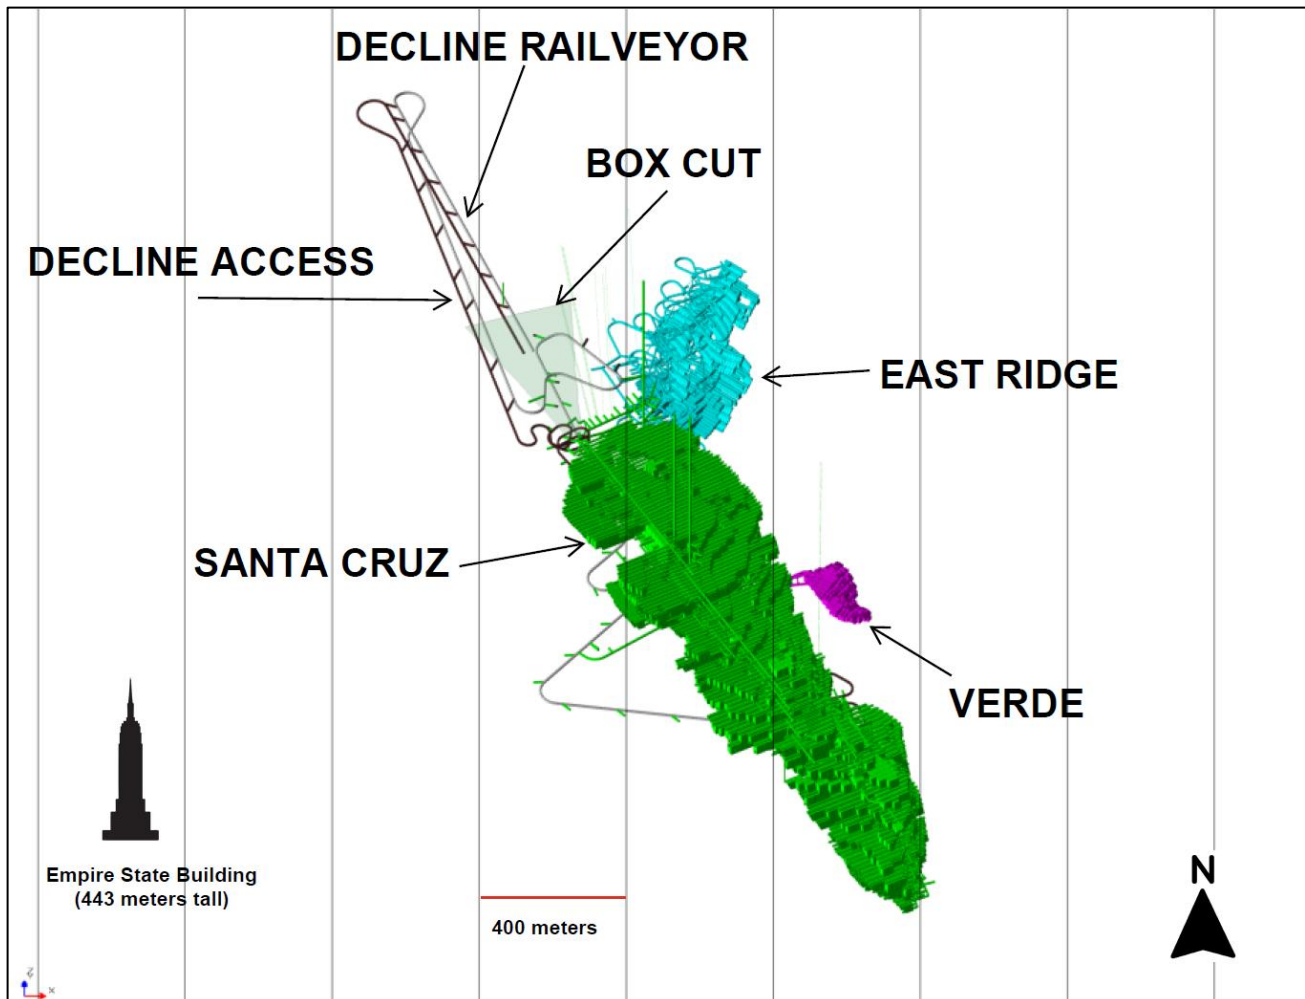 DECLINE RAILVEYOR
BOX CUT
DECLINE ACCESS
EAST RIDGE
SANTA CRUZ
VERDE
Empire State Building
(443 meters tall)
400 meters
N